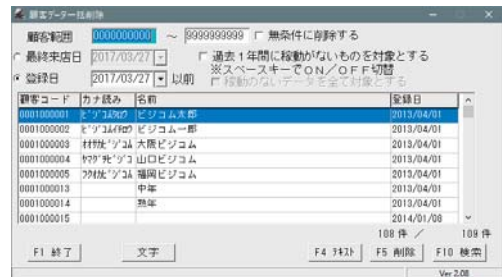 顧客データ一括削除
顧客範囲 0000000000 ～ 9999999999 無条件に削除する
最終来店日 2017/03/27 過去１年間に稼動がないものを対象とする
※スペースキーでＯＮ／ＯＦＦ切替
登録日 2017/03/27 以前 稼働のないデータを全て対象とする
顧客コード カナ読み 名前 登録日
0001000001 ﾋﾞｼﾞｺﾑﾀﾛｳ ビジコム太郎 2013/04/01
0001000002 ﾋﾞｼﾞｺﾑｲﾁﾛｳ ビジコム一郎 2013/04/01
0001000003 ｵｵｻｶﾋﾞｼﾞｺﾑ 大阪ビジコム 2013/04/01
0001000004 ﾔﾏｸﾞﾁﾋﾞｼﾞｺ 山口ビジコム 2013/04/01
0001000005 ﾌｸｵｶﾋﾞｼﾞｺﾑ 福岡ビジコム 2013/04/01
0001000013 中年 2013/04/01
0001000014 熟年 2013/04/01
0001000015 2014/01/08
108 件 ／ 109 件
F1 終了 文字 F4 ﾃｷｽﾄ F5 削除 F10 検索
Ver 2.08